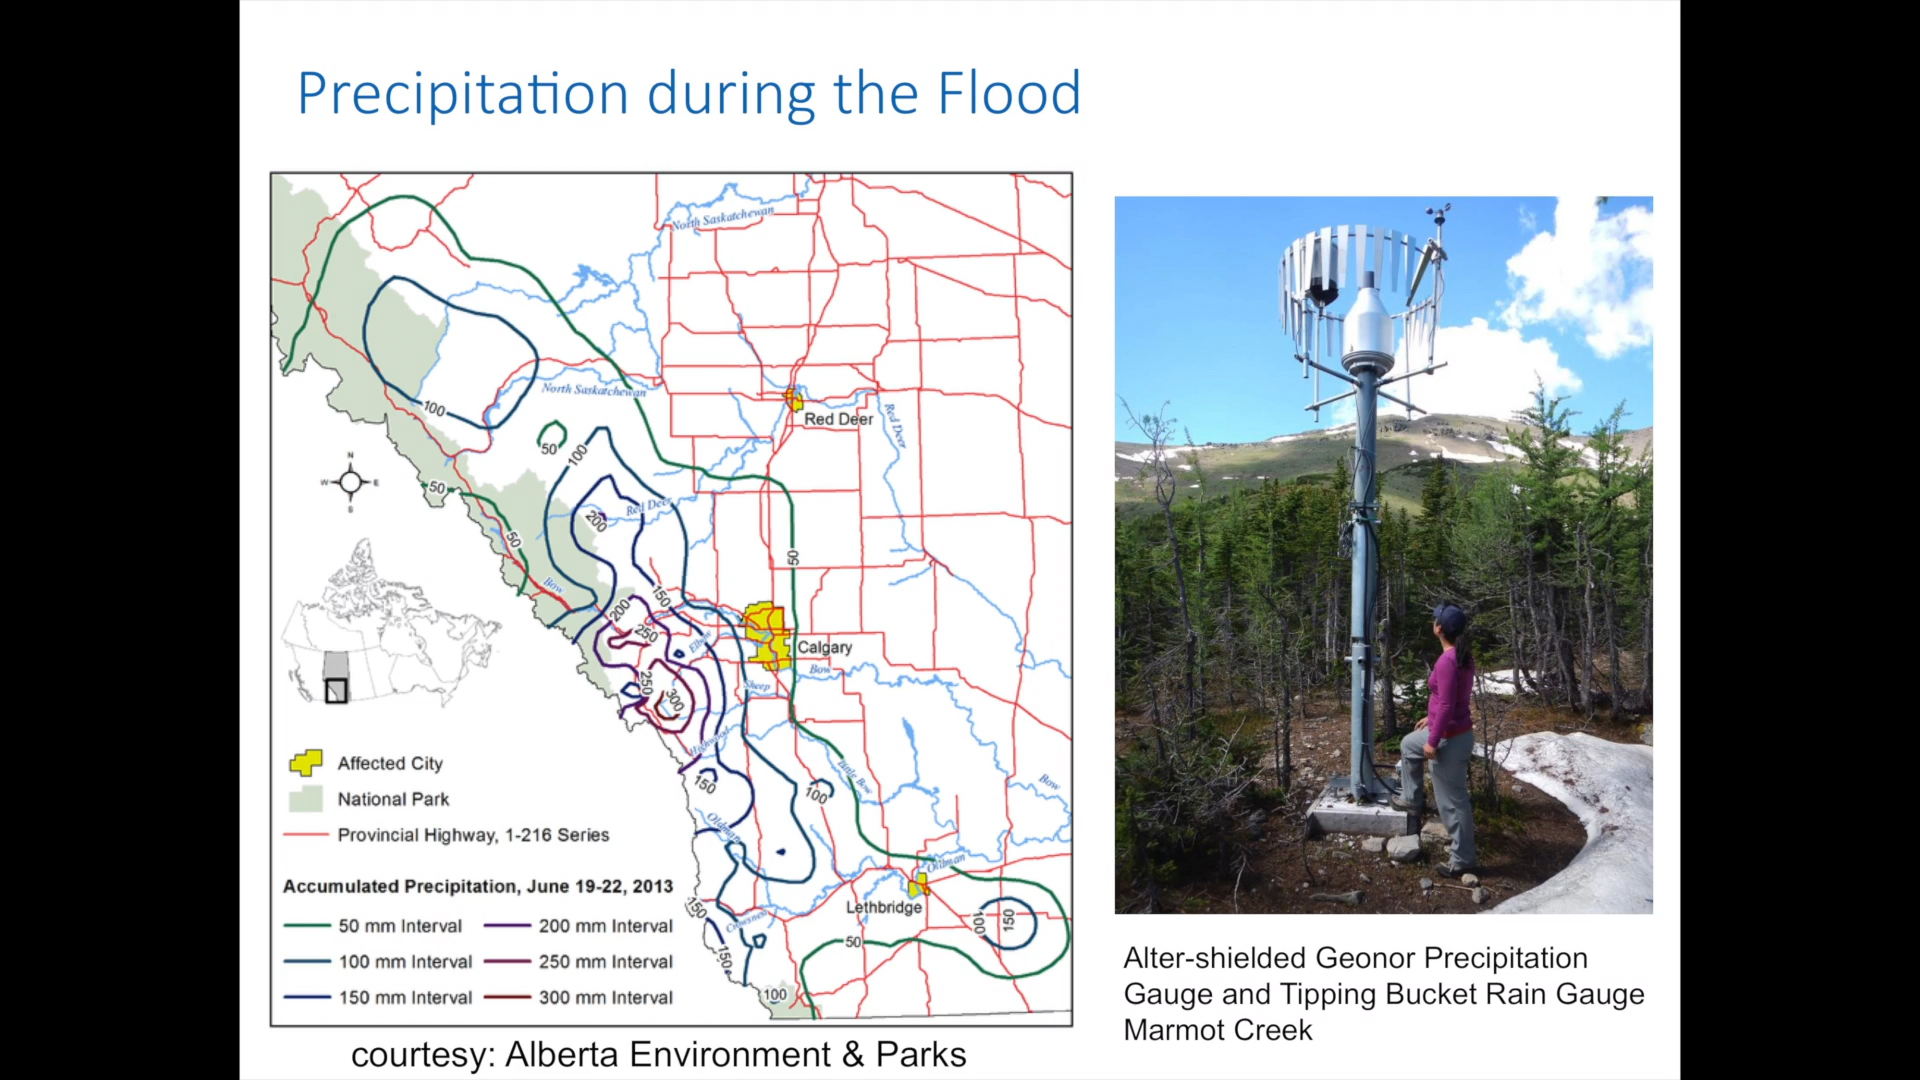 Precipitation during the Flood
North Saskatchewan
North Saskatchewan
100
50
100
Red Deer
Red Deer
N
W E
S
50
50
200
Red Deer
50
Bow
200
150
250
Elbow
Calgary
Bow
250
300
Sheep
Highwood
150
100
Little Bow
Bow
Oldman
Oldman
Lethbridge
150
Crowsnest
100
150
150
50
100
Affected City
National Park
Provincial Highway, 1-216 Series
Accumulated Precipitation, June 19-22, 2013
50 mm Interval
200 mm Interval
100 mm Interval
250 mm Interval
150 mm Interval
300 mm Interval
courtesy: Alberta Environment & Parks
Alter-shielded Geonor Precipitation
Gauge and Tipping Bucket Rain Gauge
Marmot Creek